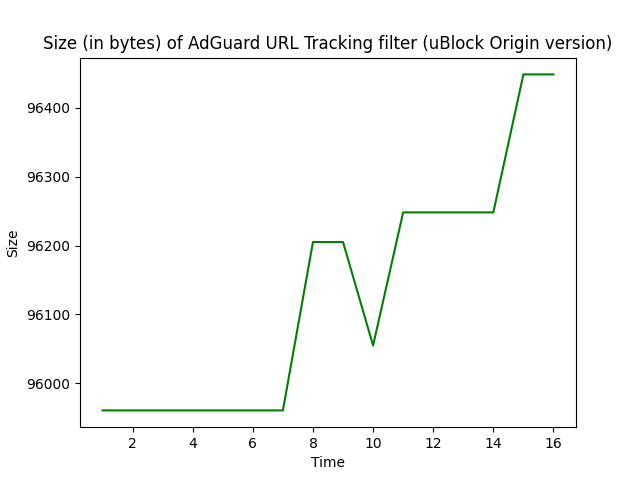 Size (in bytes) of AdGuard URL Tracking filter (uBlock Origin version)
96400
96300
96200
96100
96000
Size
2 4 6 8 10 12 14 16
Time